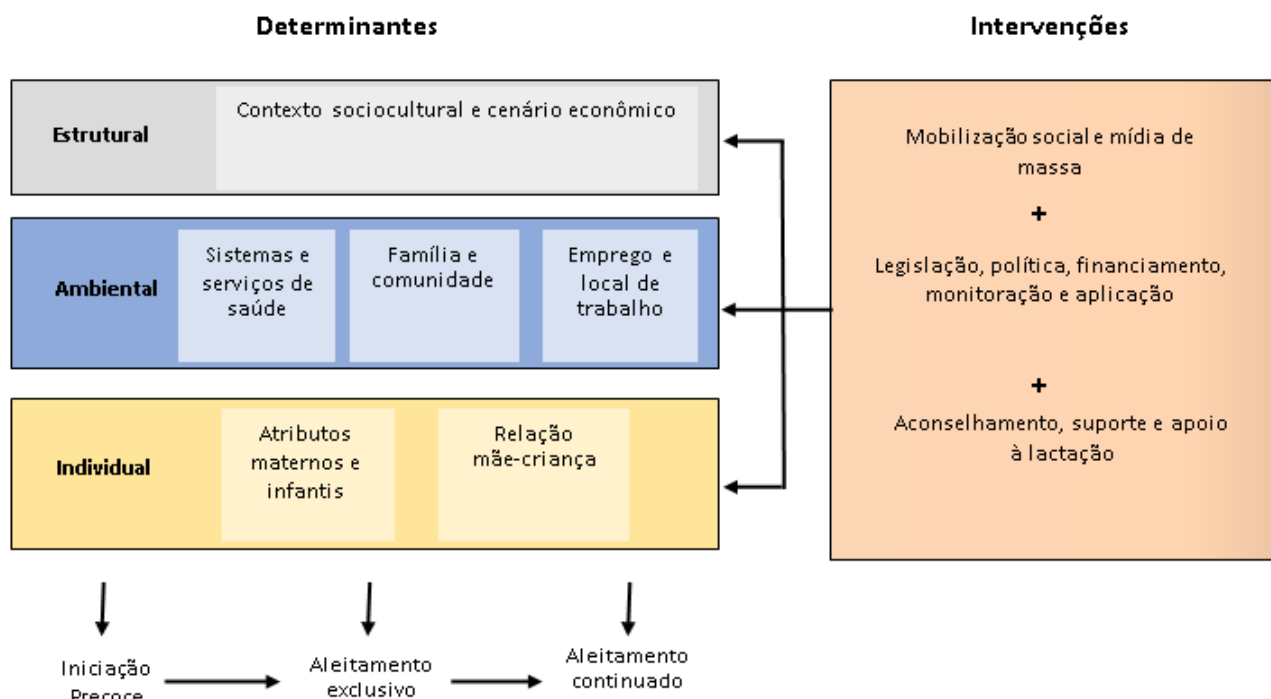 Determantes
Intervenções
Estrutural
Contexto sociocultural e cenário econômico
Ambiental
Sistemas e
serviços de
saúde
Família e
comunidade
Emprego e
local de
trabalho
Individual
Atributos
maternos e
infantis
Relação
mãe-criança
Mobilização social e mídia de
massa
+
Legislação, política, financiamento,
monitoração e aplicação
+
Aconselhamento, suporte e apoio
à lactação
Iniciação
Precoce
Aleitamento
exclusivo
Aleitamento
continuado